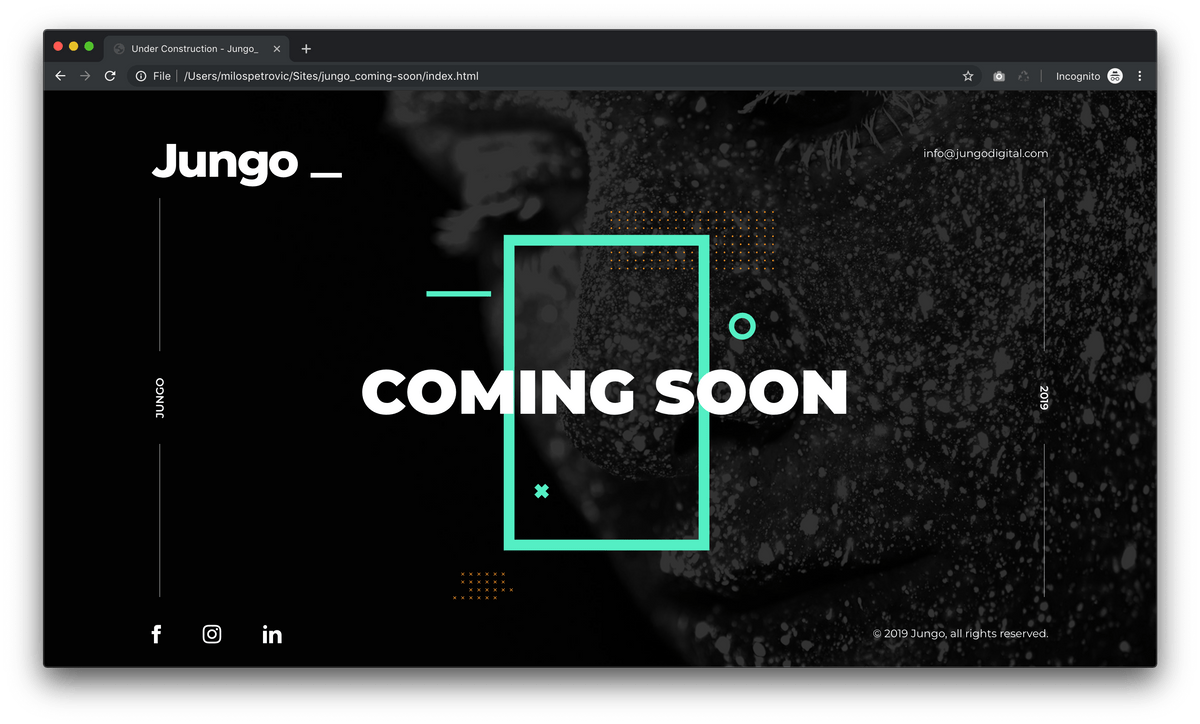 Under Construction - Jungo_
File
/Users/milospetrovic/Sites/jungo_coming-soon/index.html
Incognito
Jungo _
info@jungodigital.com
JUNGO
COMING SOON
2019
f
in
© 2019 Jungo, all rights reserved.